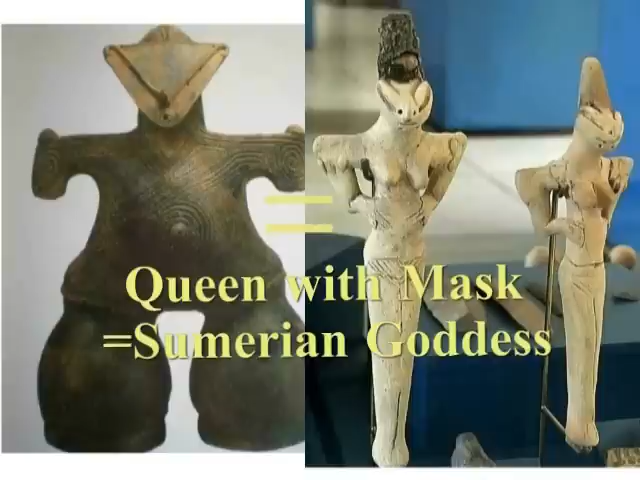 =
Queen with Mask
=Sumerian Goddess